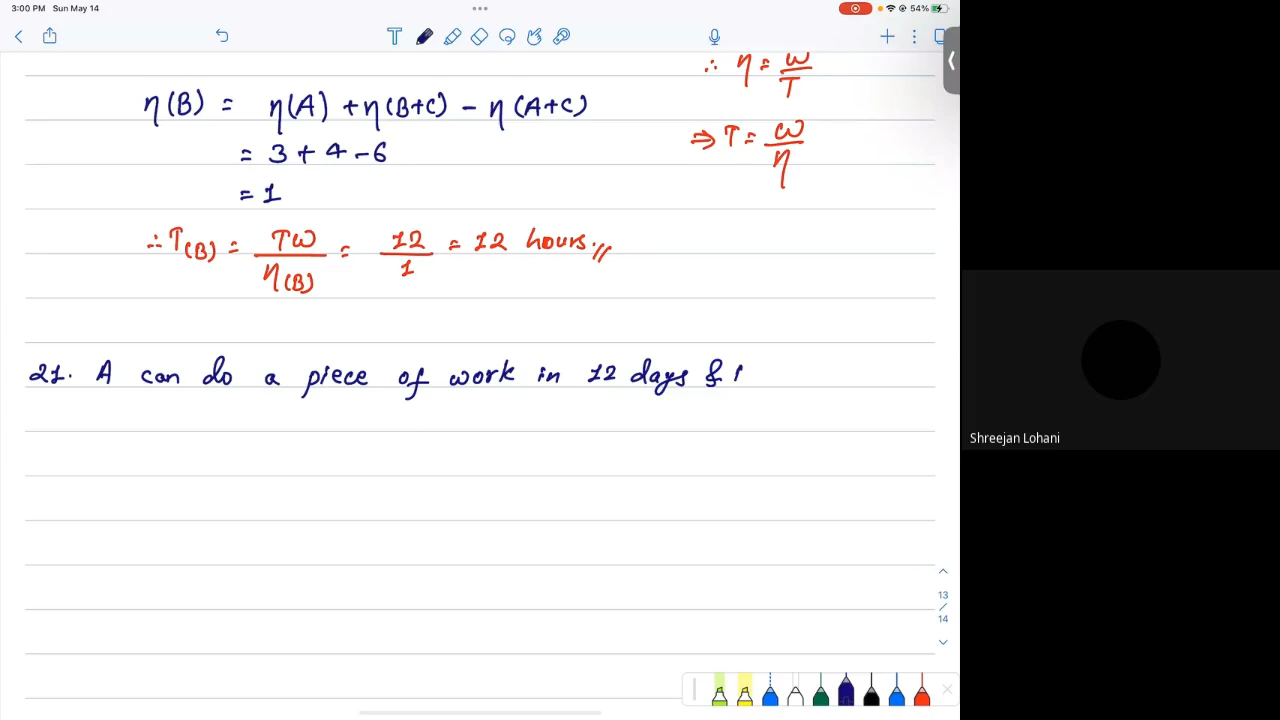 3:00 PM Sun May 14
54%
∴ η = W/T
η(B) = η(A) + η(B+C) − η(A+C)
⇒ T = W/η
= 3 + 4 − 6
= 1
∴ T(B) = TW/η(B) = 12/1 = 12 hours.//
21. A can do a piece of work in 12 days &
Shreejan Lohani
13
/
14